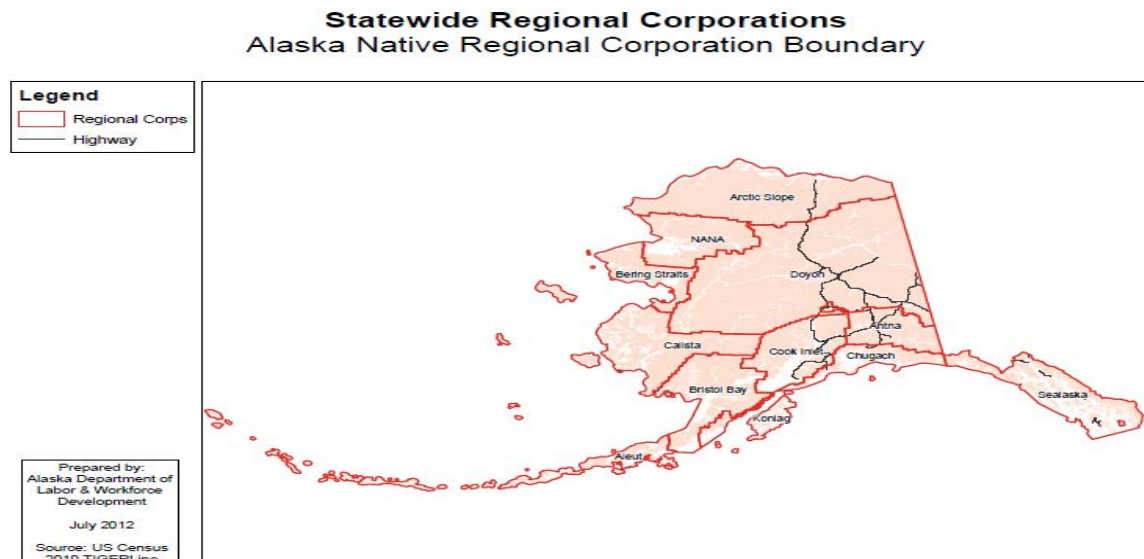 Statewide Regional Corporations
Alaska Native Regional Corporation Boundary
Legend
Regional Corps
Highway
Arctic Slope
NANA
Bering Straits
Doyon
Ahtna
Calista
Cook Inlet
Chugach
Bristol Bay
Sealaska
Koniag
Aleut
Prepared by:
Alaska Department of
Labor & Workforce
Development
July 2012
Source: US Census
2010 TIGERLine